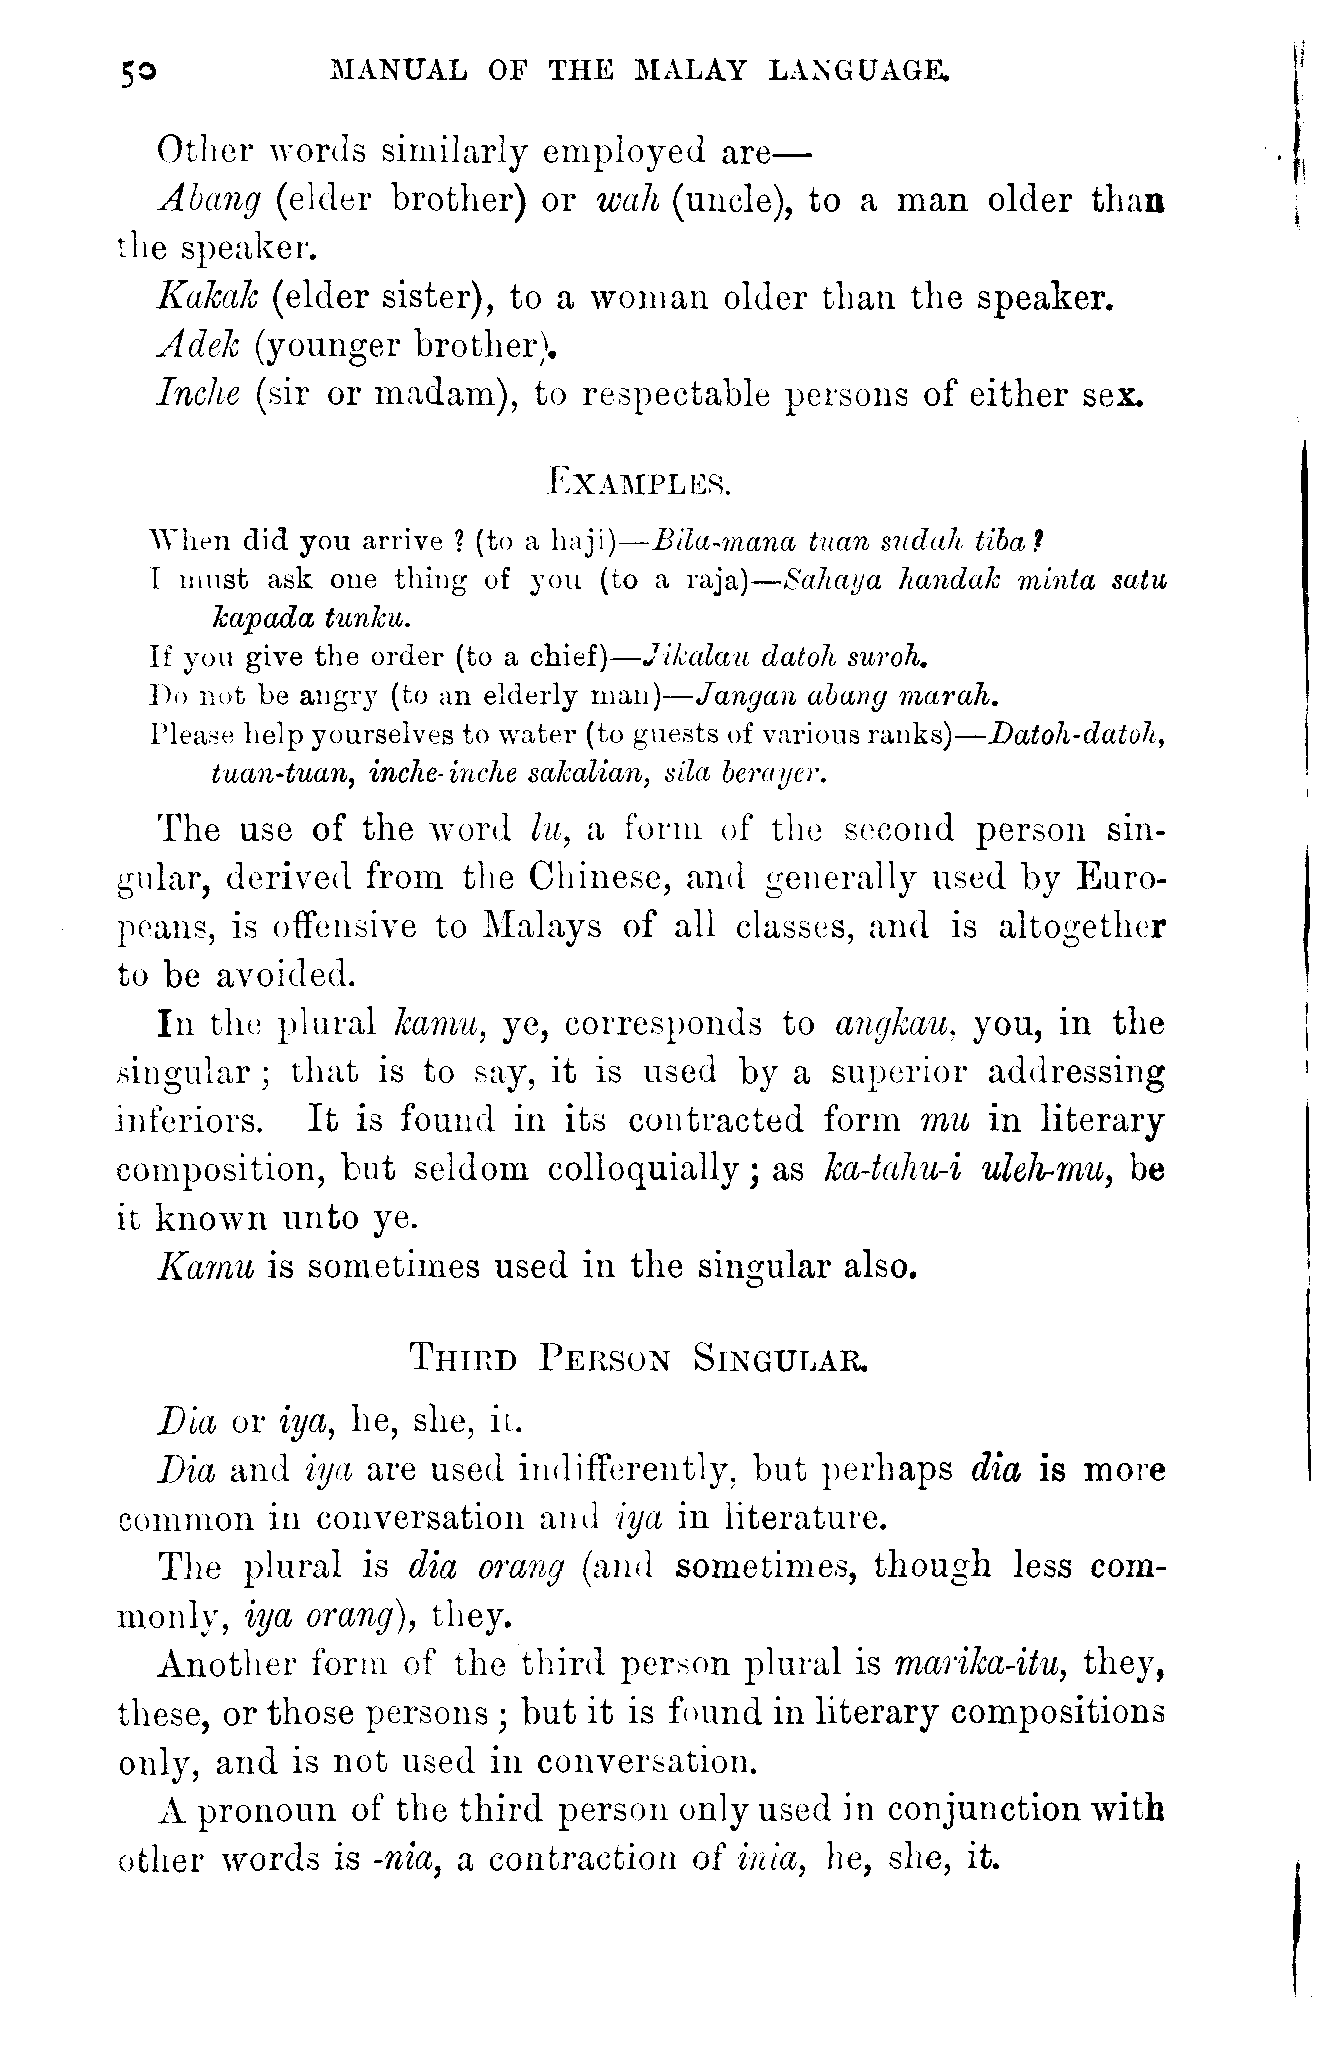 50 MANUAL OF THE MALAY LANGUAGE.
Other words similarly employed are—
Abang (elder brother) or wah (uncle), to a man older than
the speaker.
Kakak (elder sister), to a woman older than the speaker.
Adek (younger brother).
Inche (sir or madam), to respectable persons of either sex.
EXAMPLES.
When did you arrive ? (to a haji)—Bila-mana tuan sudah tiba ?
I must ask one thing of you (to a raja)—Sahaya handak minta satu
kapada tunku.
If you give the order (to a chief)—Jikalau datoh suroh.
Do not be angry (to an elderly man)—Jangan abang marah.
Please help yourselves to water (to guests of various ranks)—Datoh-datoh,
tuan-tuan, inche-inche sakalian, sila berayer.
The use of the word lu, a form of the second person sin-
gular, derived from the Chinese, and generally used by Euro-
peans, is offensive to Malays of all classes, and is altogether
to be avoided.
In the plural kamu, ye, corresponds to angkau, you, in the
singular ; that is to say, it is used by a superior addressing
inferiors. It is found in its contracted form mu in literary
composition, but seldom colloquially ; as ka-tahu-i uleh-mu, be
it known unto ye.
Kamu is sometimes used in the singular also.
THIRD PERSON SINGULAR.
Dia or iya, he, she, it.
Dia and iya are used indifferently, but perhaps dia is more
common in conversation and iya in literature.
The plural is dia orang (and sometimes, though less com-
monly, iya orang), they.
Another form of the third person plural is marika-itu, they,
these, or those persons ; but it is found in literary compositions
only, and is not used in conversation.
A pronoun of the third person only used in conjunction with
other words is -nia, a contraction of inia, he, she, it.